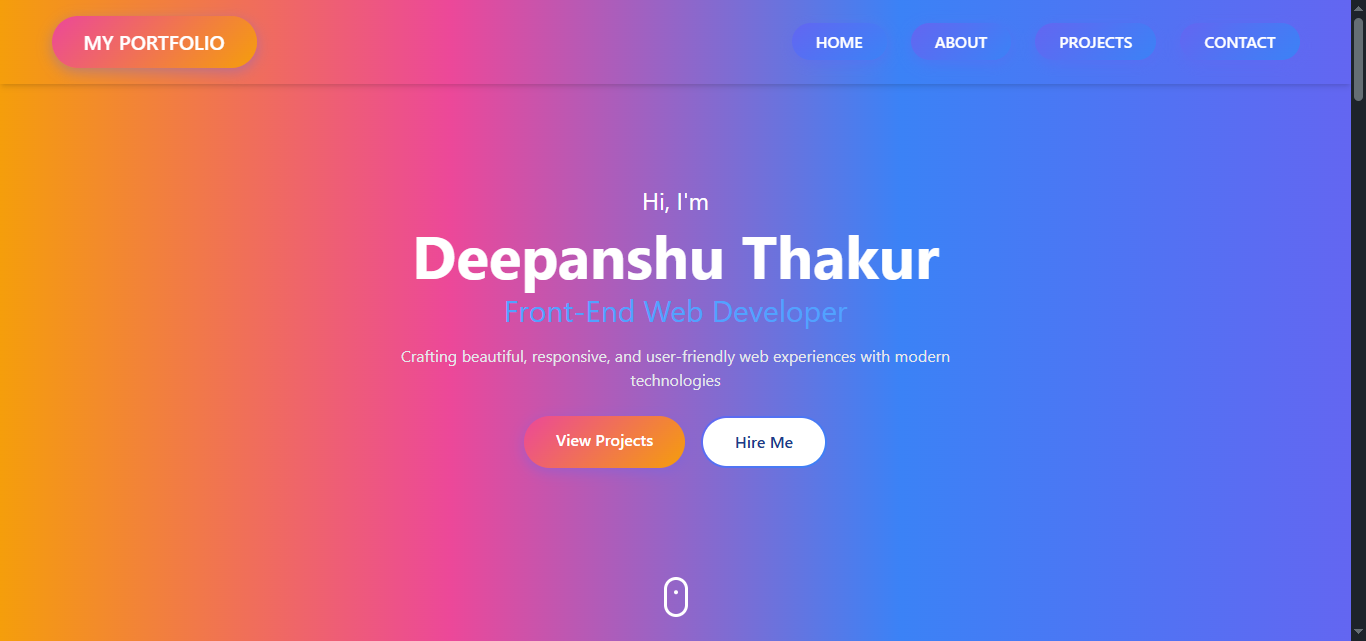 MY PORTFOLIO
HOME
ABOUT
PROJECTS
CONTACT
Hi, I'm
Deepanshu Thakur
Front-End Web Developer
Crafting beautiful, responsive, and user-friendly web experiences with modern
technologies
View Projects
Hire Me